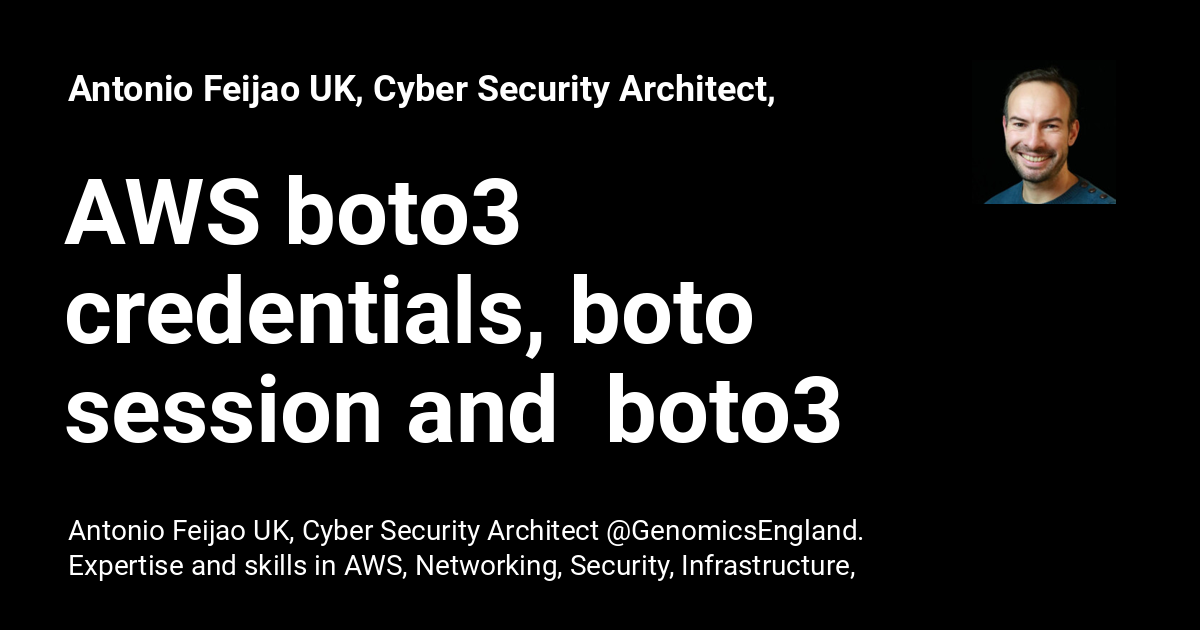 Antonio Feijao UK, Cyber Security Architect,
AWS boto3
credentials, boto
session and  boto3
Antonio Feijao UK, Cyber Security Architect @GenomicsEngland.
Expertise and skills in AWS, Networking, Security, Infrastructure,